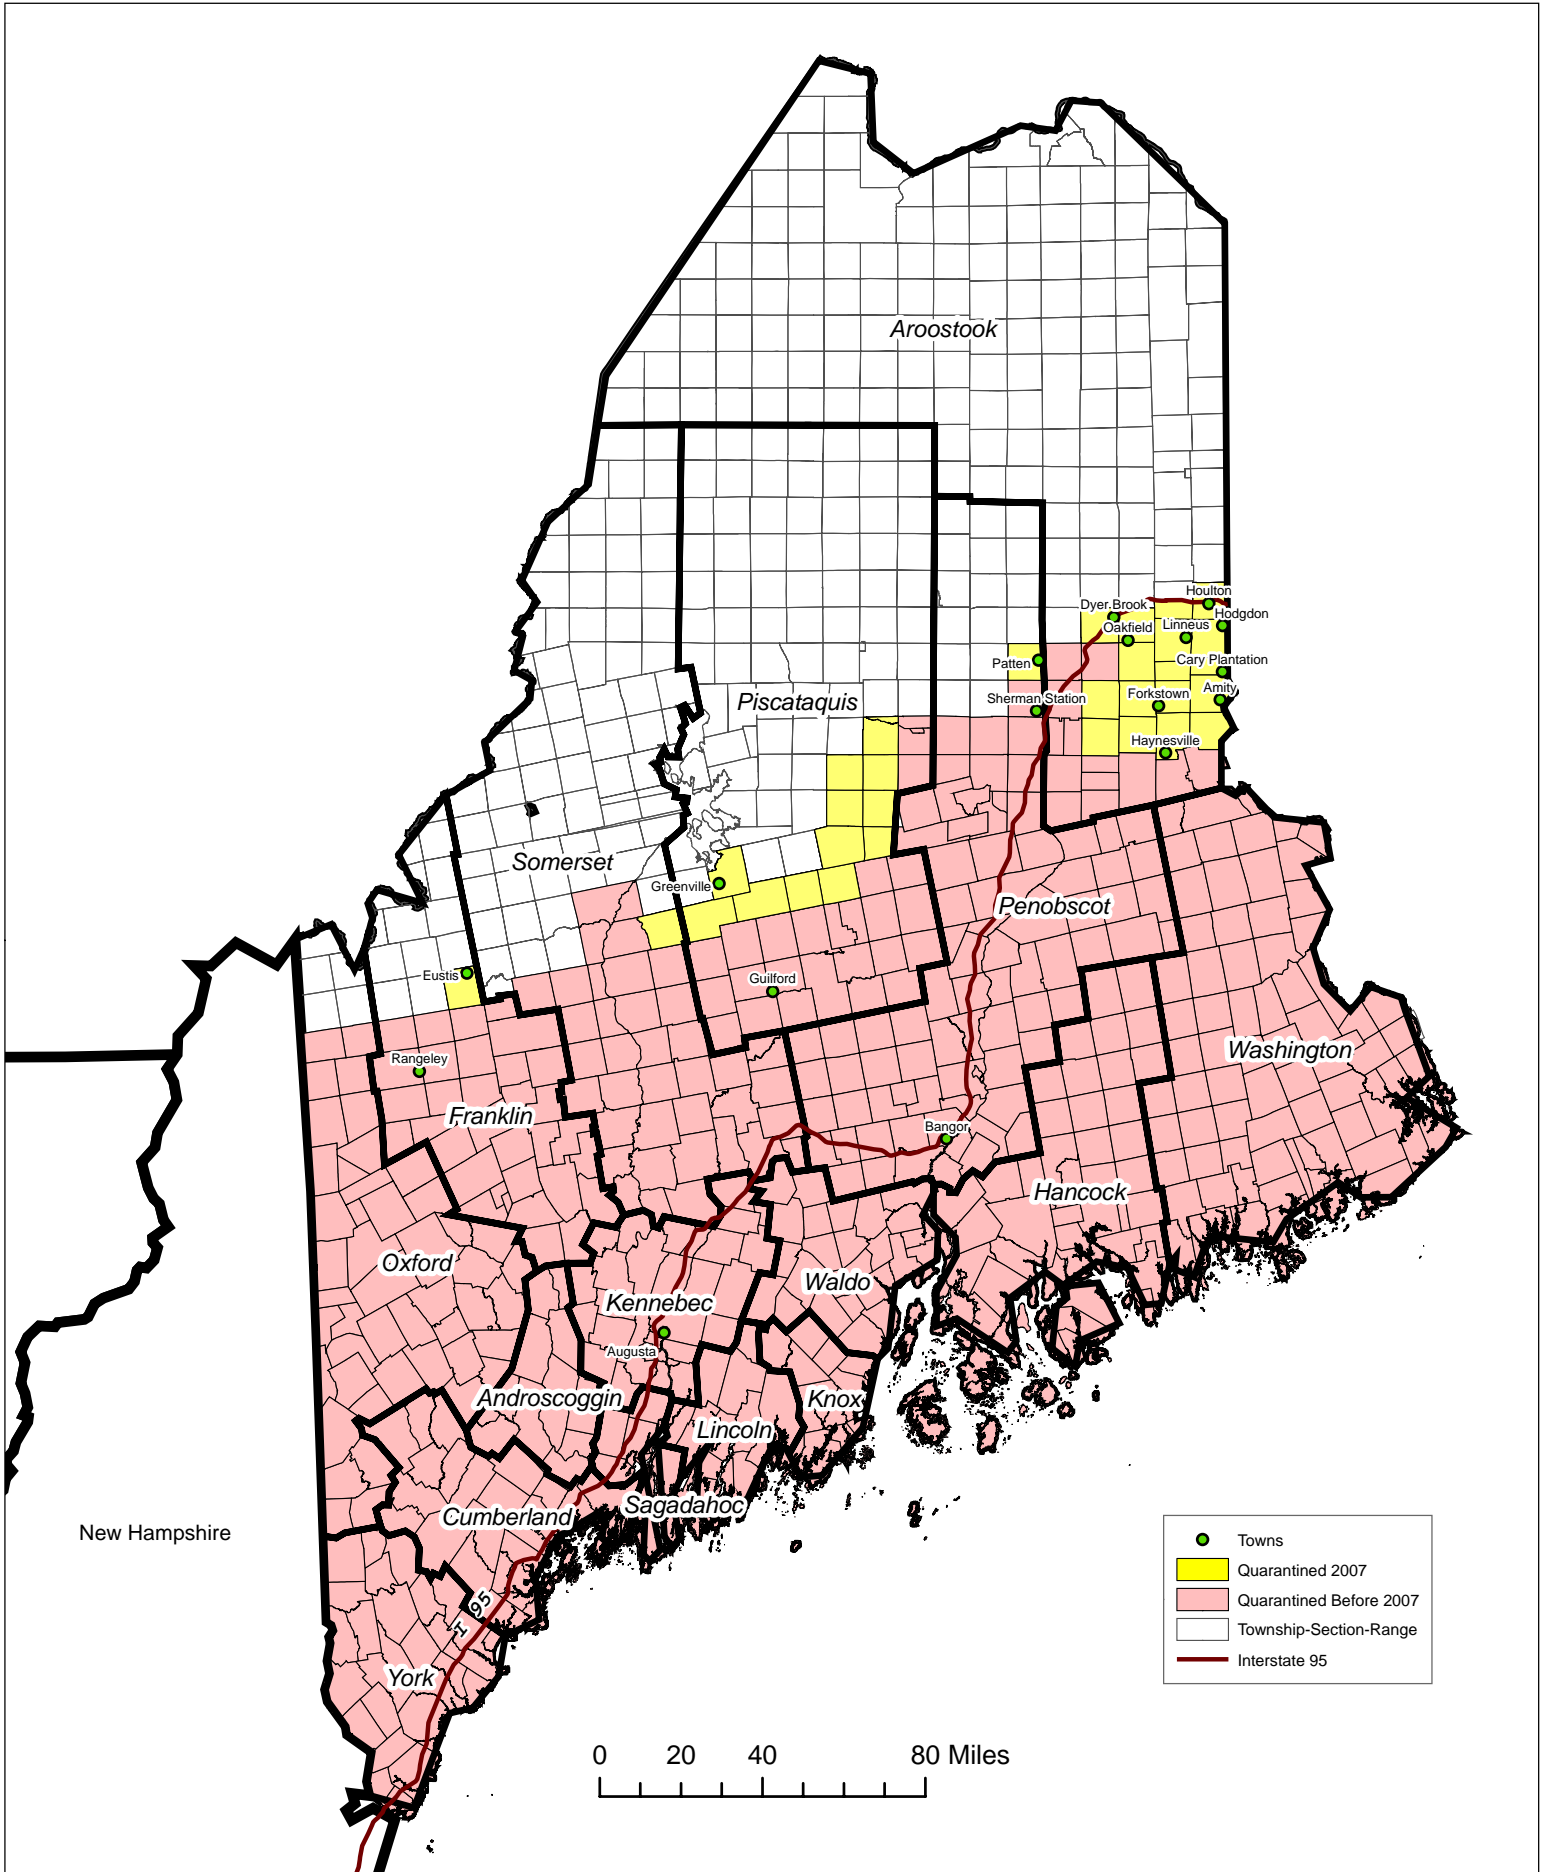 Aroostook
Houlton
Dyer Brook
Hodgdon
Linneus
Oakfield
Patten
Cary Plantation
Amity
Forkstown
Sherman Station
Piscataquis
Haynesville
Somerset
Greenville
Penobscot
Eustis
Guilford
Washington
Rangeley
Franklin
Bangor
Hancock
Oxford
Waldo
Kennebec
Augusta
Androscoggin
Knox
Lincoln
Sagadahoc
Cumberland
New Hampshire
I 95
York
Towns
Quarantined 2007
Quarantined Before 2007
Township-Section-Range
Interstate 95
0 20 40 80 Miles